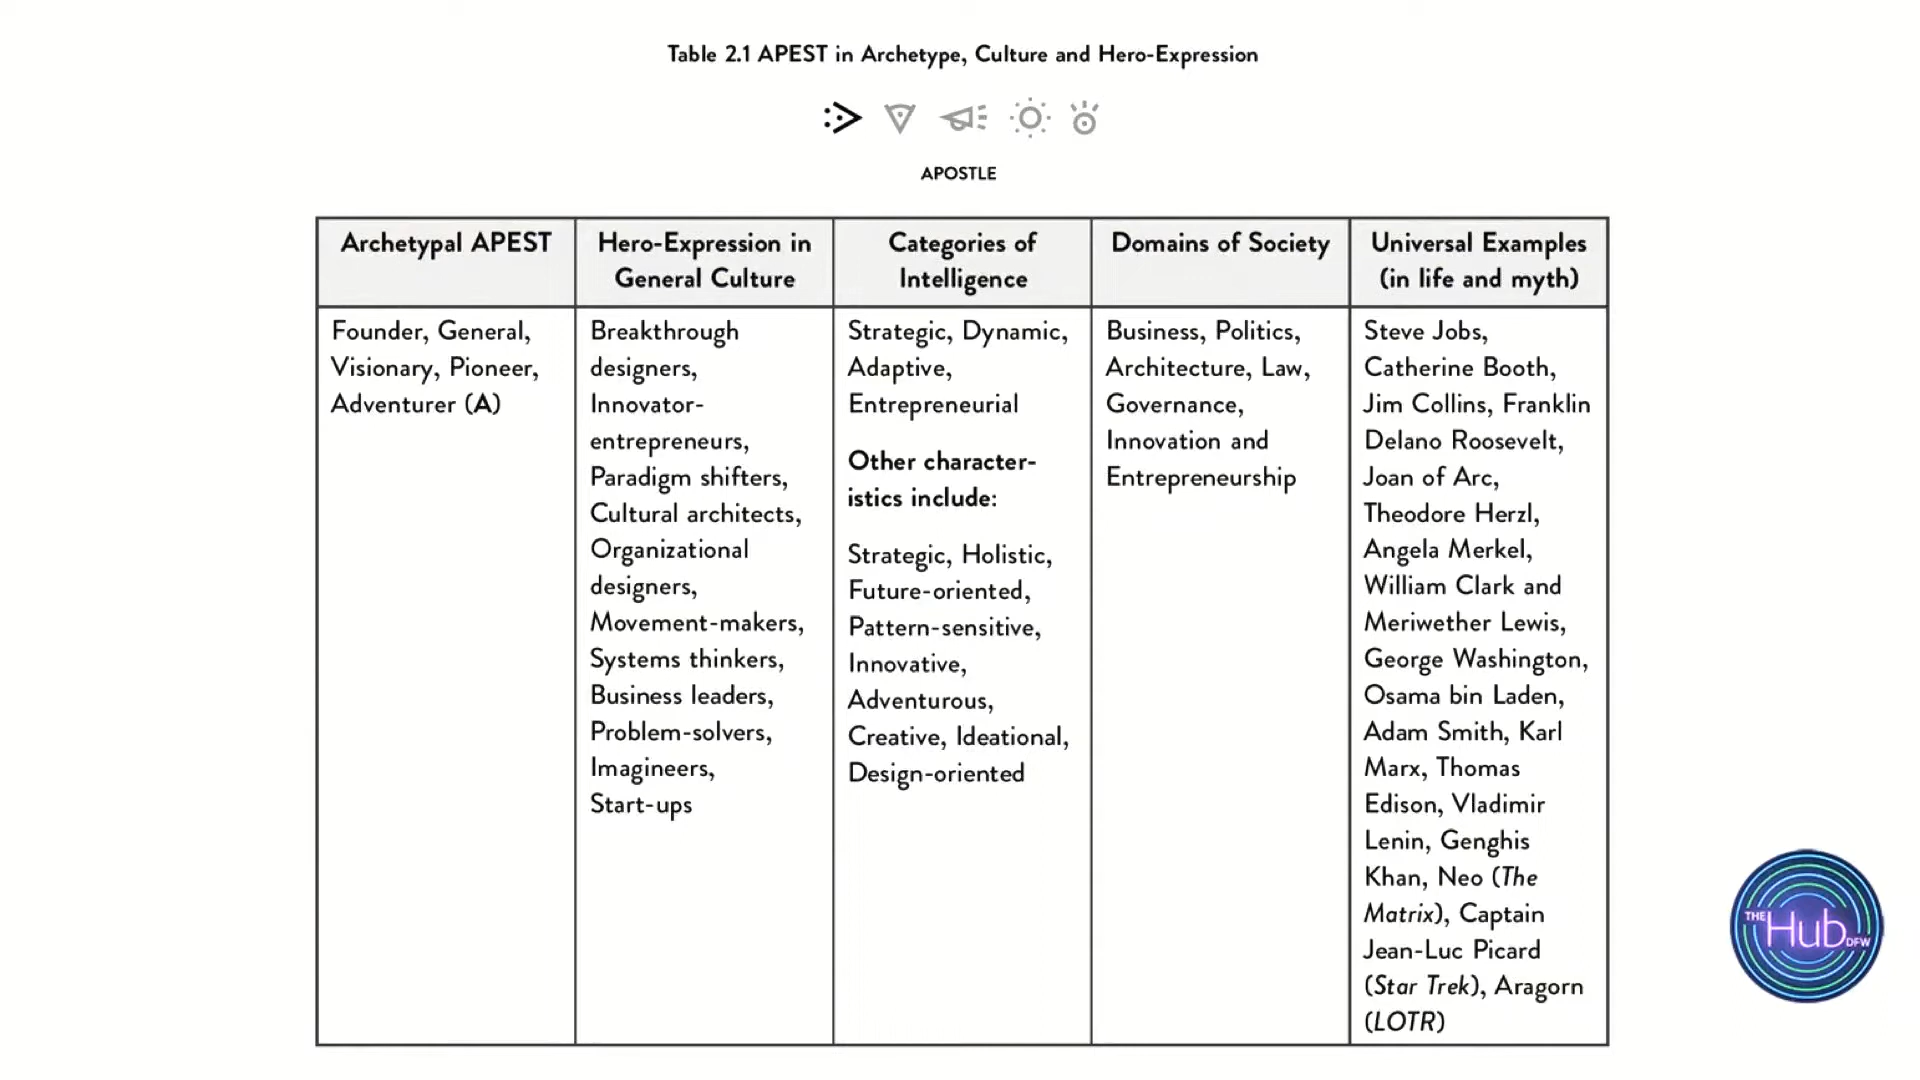 Table 2.1 APEST in Archetype, Culture and Hero-Expression
APOSTLE
Archetypal APEST
Hero-Expression in
General Culture
Categories of
Intelligence
Domains of Society
Universal Examples
(in life and myth)
Founder, General,
Visionary, Pioneer,
Adventurer (A)
Breakthrough
designers,
Innovator-
entrepreneurs,
Paradigm shifters,
Cultural architects,
Organizational
designers,
Movement-makers,
Systems thinkers,
Business leaders,
Problem-solvers,
Imagineers,
Start-ups
Strategic, Dynamic,
Adaptive,
Entrepreneurial
Other character-
istics include:
Strategic, Holistic,
Future-oriented,
Pattern-sensitive,
Innovative,
Adventurous,
Creative, Ideational,
Design-oriented
Business, Politics,
Architecture, Law,
Governance,
Innovation and
Entrepreneurship
Steve Jobs,
Catherine Booth,
Jim Collins, Franklin
Delano Roosevelt,
Joan of Arc,
Theodore Herzl,
Angela Merkel,
William Clark and
Meriwether Lewis,
George Washington,
Osama bin Laden,
Adam Smith, Karl
Marx, Thomas
Edison, Vladimir
Lenin, Genghis
Khan, Neo (The
Matrix), Captain
Jean-Luc Picard
(Star Trek), Aragorn
(LOTR)
THE Hub DFW